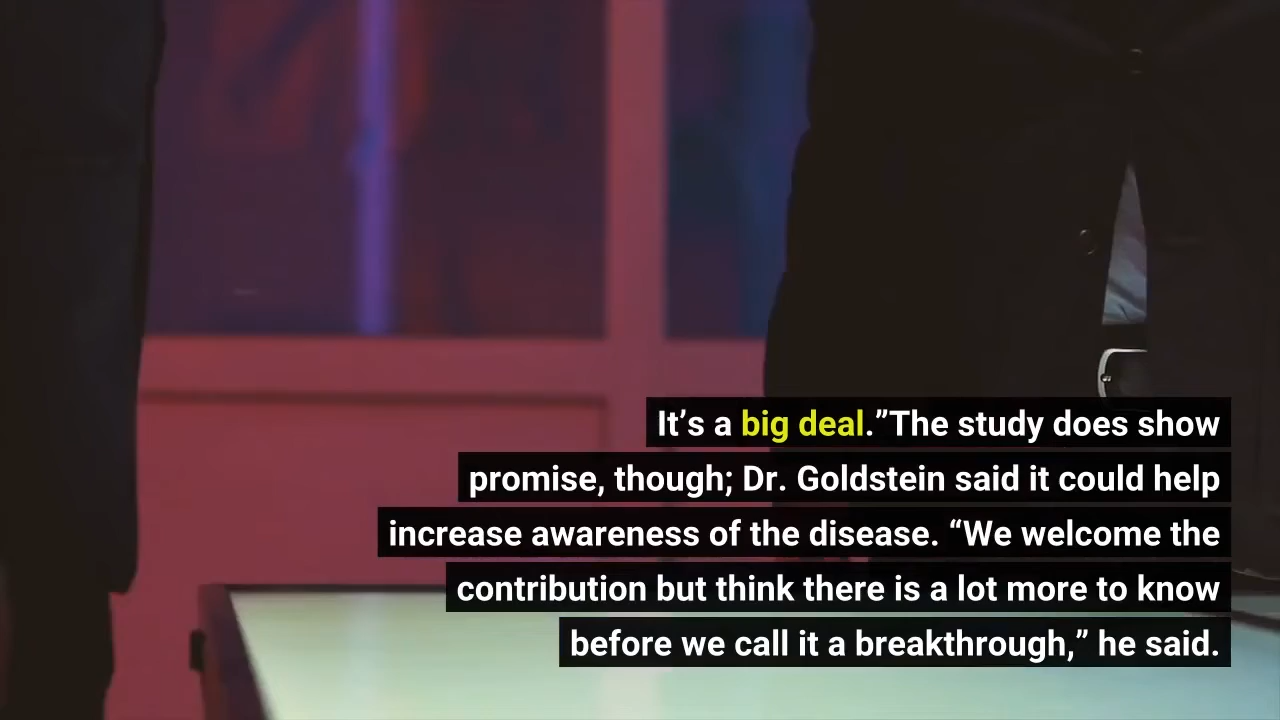 It’s a big deal.”The study does show
promise, though; Dr. Goldstein said it could help
increase awareness of the disease. “We welcome the
contribution but think there is a lot more to know
before we call it a breakthrough,” he said.